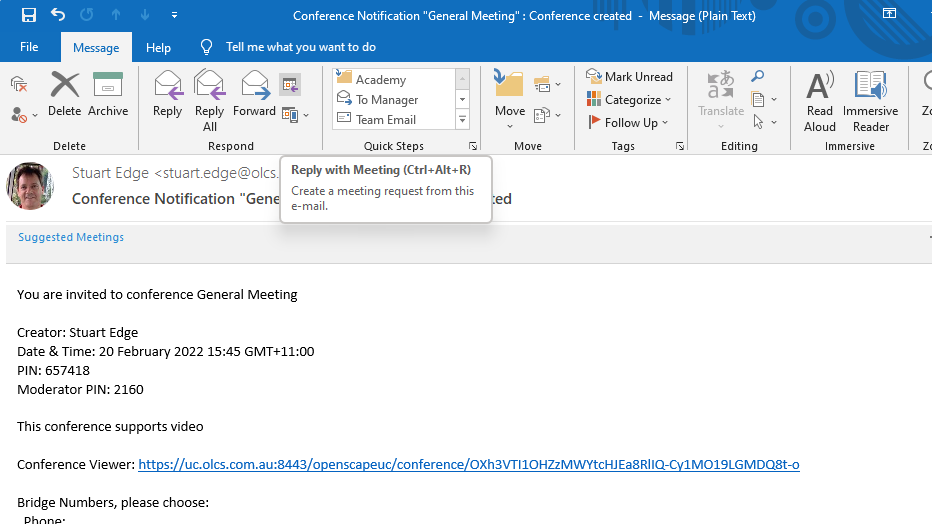 Conference Notification "General Meeting" : Conference created - Message (Plain Text)
File Message Help Tell me what you want to do
Delete Archive
Delete
Reply Reply All Forward
Respond
Academy
To Manager
Team Email
Quick Steps
Move
Move
Mark Unread
Categorize
Follow Up
Tags
Translate
Editing
Read Aloud Immersive Reader
Immersive
Reply with Meeting (Ctrl+Alt+R)
Create a meeting request from this
e-mail.
Stuart Edge <stuart.edge@olcs.
Conference Notification "Gene
Suggested Meetings
You are invited to conference General Meeting
Creator: Stuart Edge
Date & Time: 20 February 2022 15:45 GMT+11:00
PIN: 657418
Moderator PIN: 2160
This conference supports video
Conference Viewer: https://uc.olcs.com.au:8443/openscapeuc/conference/OXh3VTI1OHZzMWYtcHJEa8RlIQ-Cy1MO19LGMDQ8t-o
Bridge Numbers, please choose:
Phone: